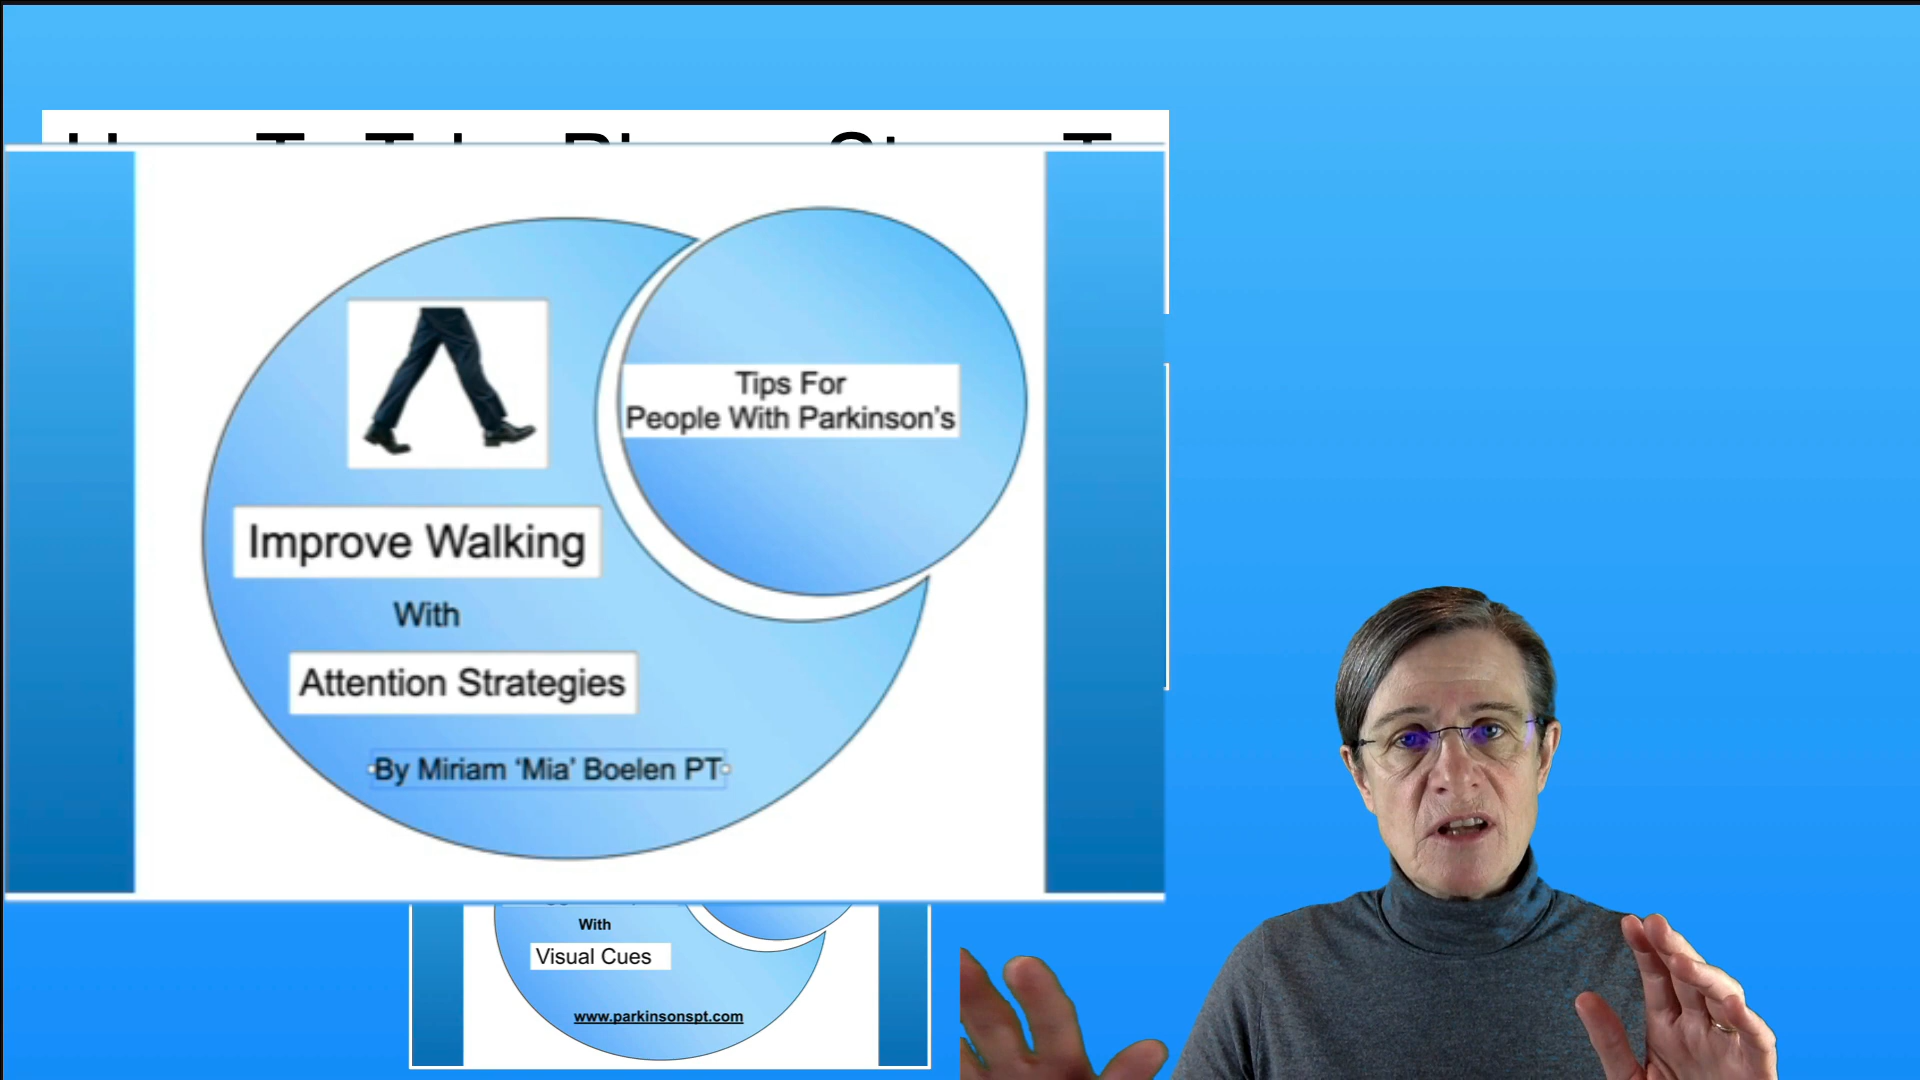 Tips For
People With Parkinson's
Improve Walking
With
Attention Strategies
By Miriam ‘Mia’ Boelen PT
With
Visual Cues
www.parkinsonspt.com